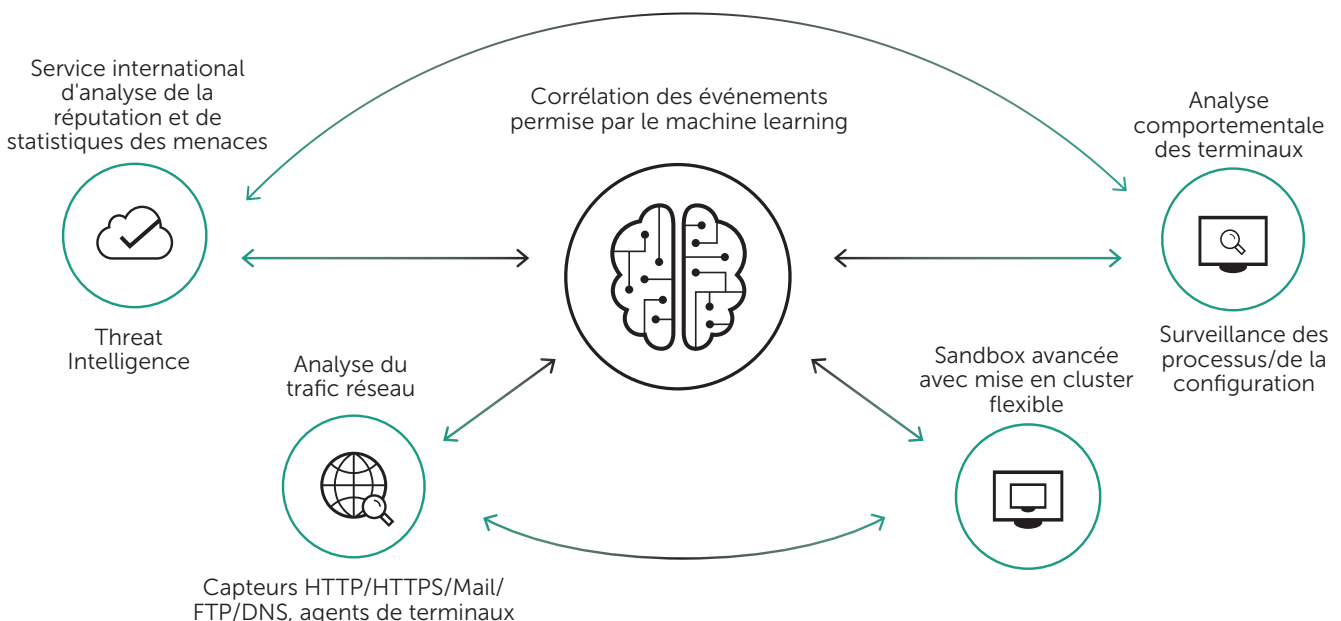 Service international
d'analyse de la
réputation et de
statistiques des menaces
Threat
Intelligence
Corrélation des événements
permise par le machine learning
Analyse
comportementale
des terminaux
Surveillance des
processus/de la
configuration
Analyse du
trafic réseau
Capteurs HTTP/HTTPS/Mail/
FTP/DNS, agents de terminaux
Sandbox avancée
avec mise en cluster
flexible